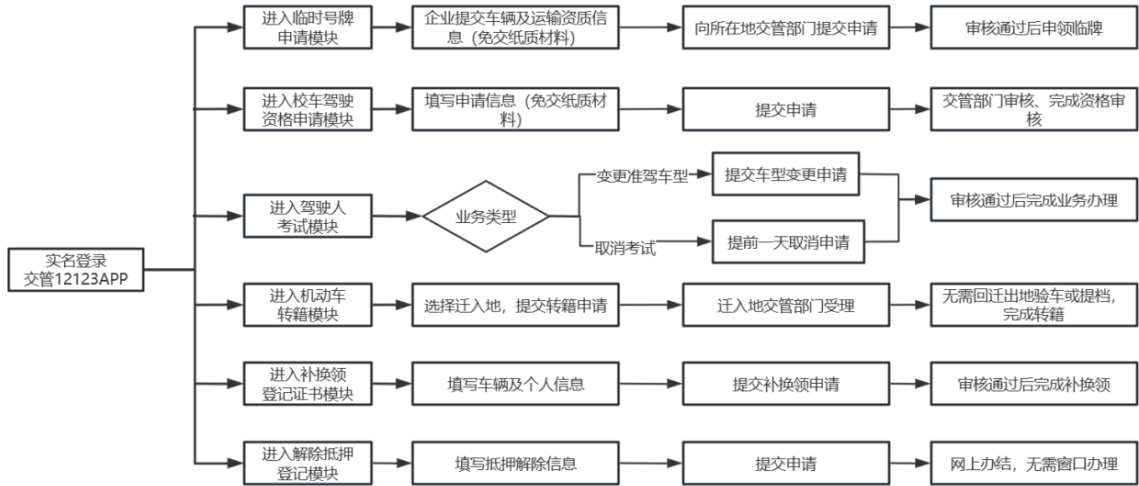 进入临时号牌
申请模块
企业提交车辆及运输资质信
息（免交纸质材料）
向所在地交管部门提交申请
审核通过后申领临牌
进入校车驾驶
资格申请模块
填写申请信息（免交纸质材
料）
提交申请
交管部门审核、完成资格审
核
进入驾驶人
考试模块
业务类型
变更准驾车型
提交车型变更申请
取消考试
提前一天取消申请
审核通过后完成业务办理
实名登录
交管12123APP
进入机动车
转籍模块
选择迁入地，提交转籍申请
迁入地交管部门受理
无需回迁出地验车或提档，
完成转籍
进入补换领
登记证书模块
填写车辆及个人信息
提交补换领申请
审核通过后完成补换领
进入解除抵押
登记模块
填写抵押解除信息
提交申请
网上办结，无需窗口办理